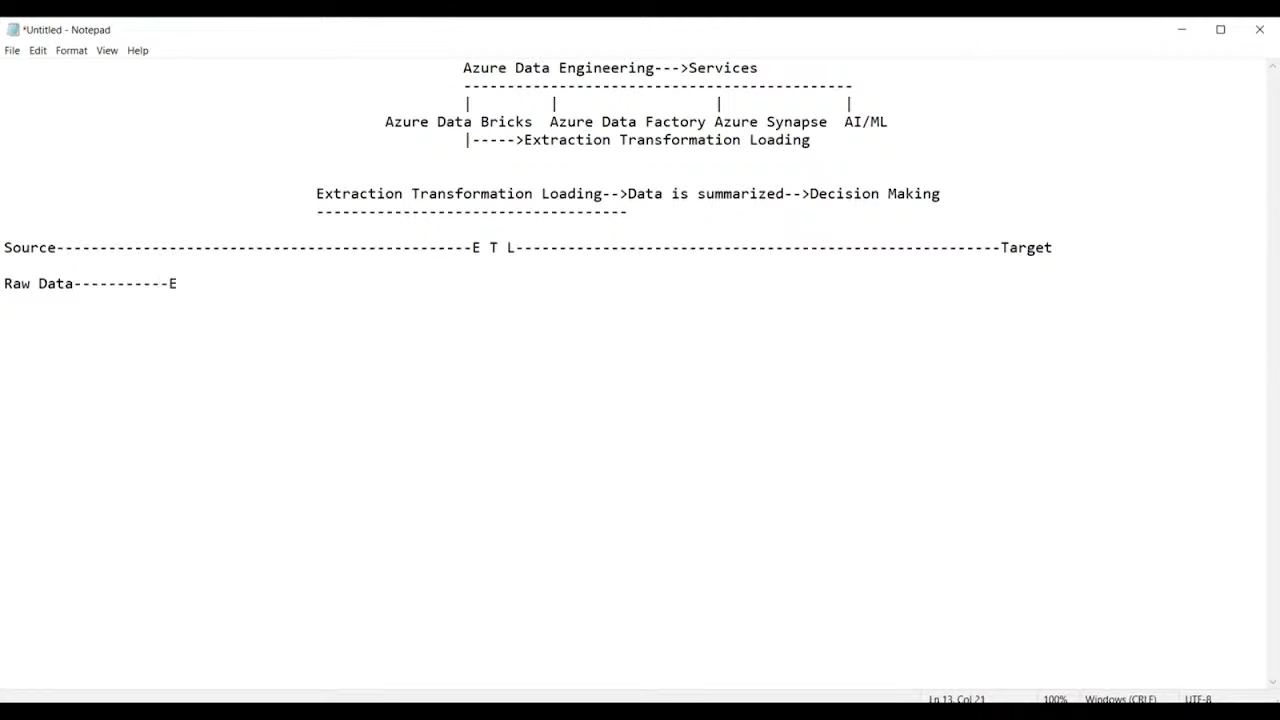 *Untitled - Notepad
File Edit Format View Help
Azure Data Engineering--->Services
---------------------------------------------
| | | |
Azure Data Bricks Azure Data Factory Azure Synapse AI/ML
|----->Extraction Transformation Loading
Extraction Transformation Loading-->Data is summarized-->Decision Making
------------------------------------
Source------------------------------------------------E T L--------------------------------------------------------Target
Raw Data-----------E
Ln 13, Col 21 100% Windows (CRLF) UTF-8